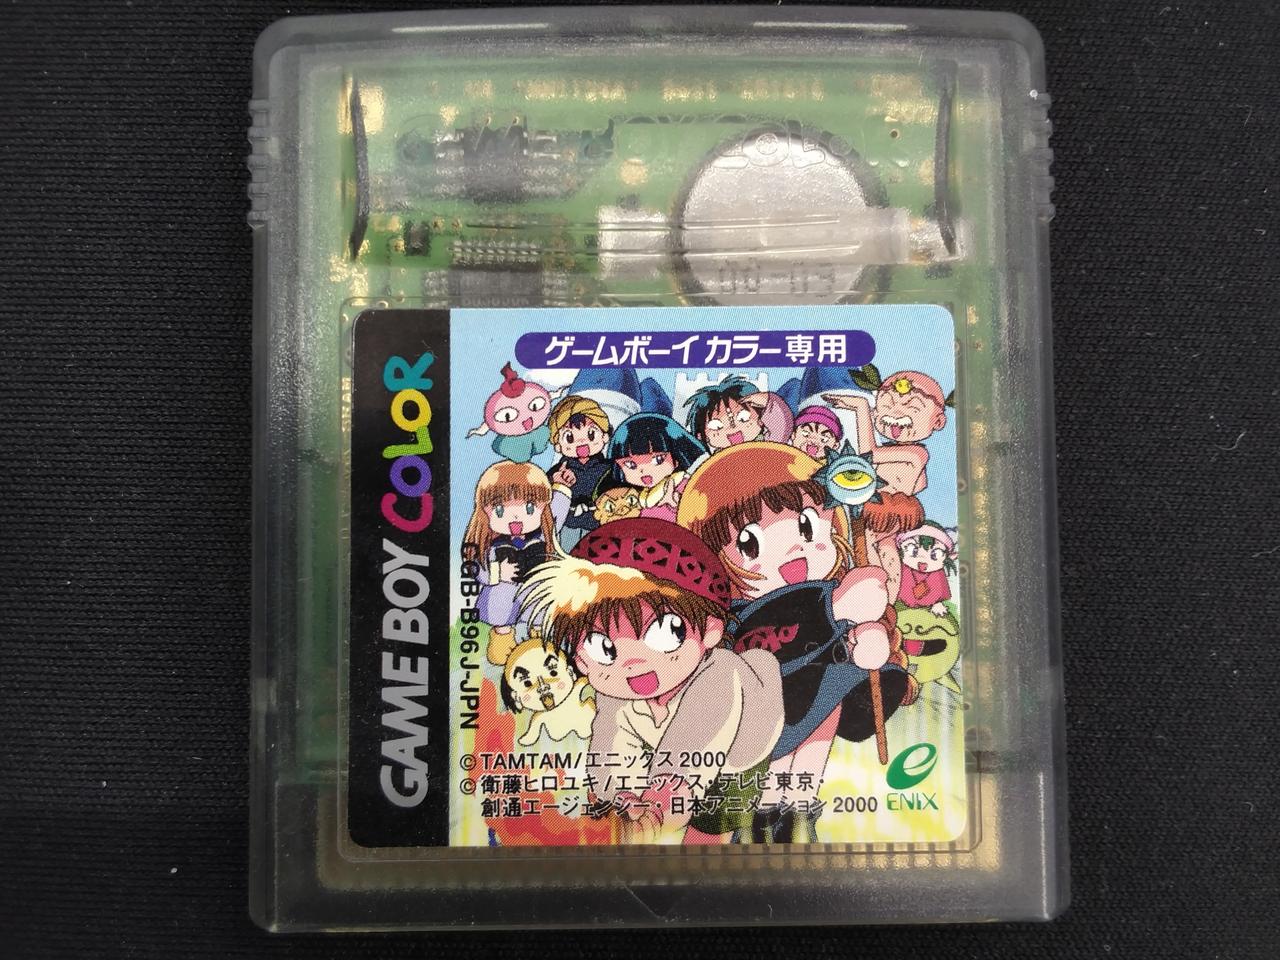 GAME BOY COLOR
ゲームボーイ カラー専用
GAME BOY COLOR
CGB-B96J-JPN
©TAMTAM/エニックス 2000
©衛藤ヒロユキ/エニックス・テレビ東京・
創通エージェンシー・日本アニメーション 2000
ENIX